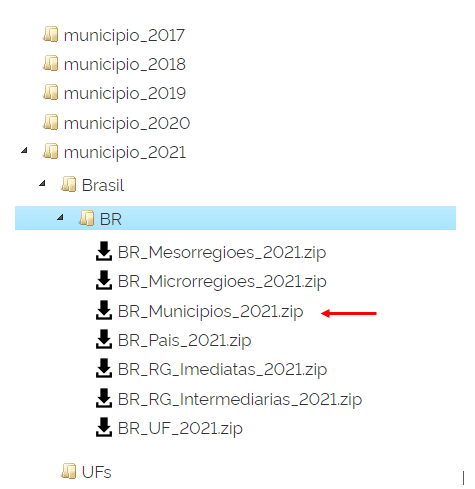 municipio_2017
municipio_2018
municipio_2019
municipio_2020
municipio_2021
Brasil
BR
BR_Mesorregioes_2021.zip
BR_Microrregioes_2021.zip
BR_Municipios_2021.zip
BR_Pais_2021.zip
BR_RG_Imediatas_2021.zip
BR_RG_Intermediarias_2021.zip
BR_UF_2021.zip
UFs